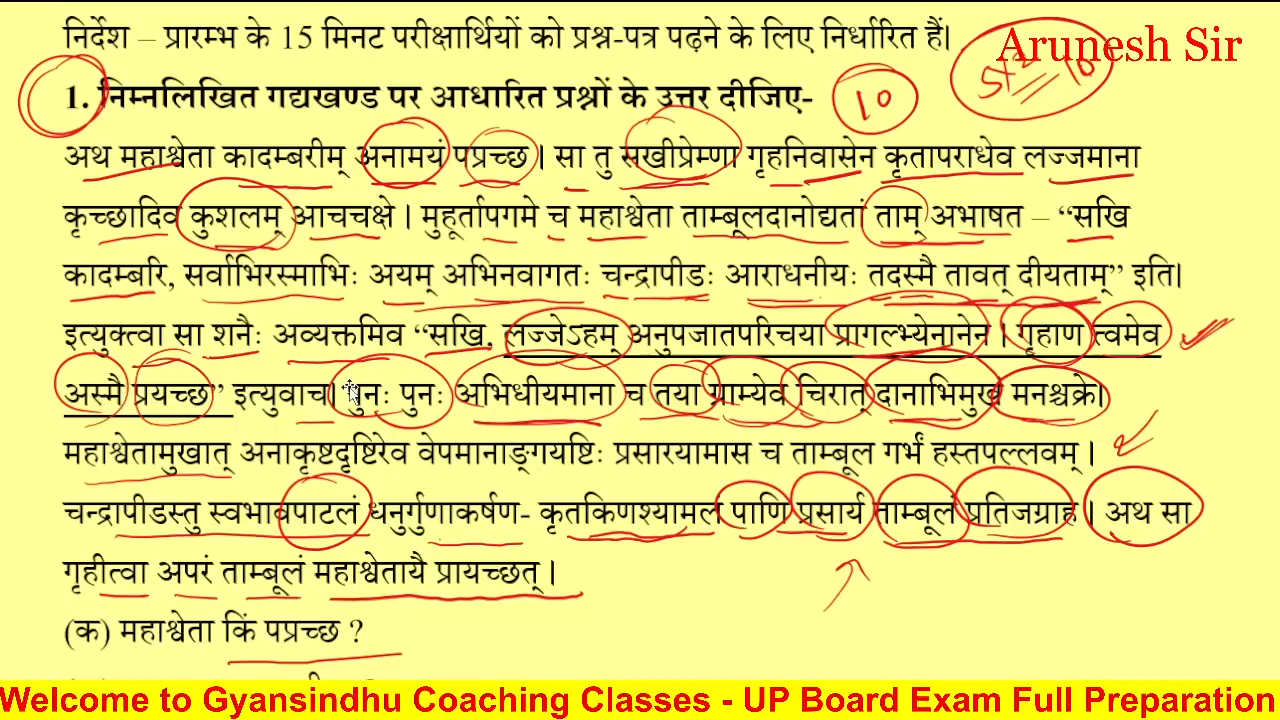 निर्देश – प्रारम्भ के 15 मिनट परीक्षार्थियों को प्रश्न-पत्र पढ़ने के लिए निर्धारित हैं।
Arunesh Sir
5×2=10
1. निम्नलिखित गद्यखण्ड पर आधारित प्रश्नों के उत्तर दीजिए-
10
अथ महाश्वेता कादम्बरीम् अनामयं पप्रच्छ। सा तु सखीप्रेम्णा गृहनिवासेन कृतापराधेव लज्जमाना
कृच्छादिव कुशलम् आचचक्षे। मुहूर्तापगमे च महाश्वेता ताम्बूलदानोद्यतां ताम् अभाषत – “सखि
कादम्बरि, सर्वाभिरस्माभिः अयम् अभिनवागतः चन्द्रापीडः आराधनीयः तदस्मै तावत् दीयताम्” इति।
इत्युक्त्वा सा शनैः अव्यक्तमिव “सखि, लज्जेऽहम् अनुपजातपरिचया प्रागल्भ्येनानेन। गृहाण त्वमेव
अस्मै प्रयच्छ” इत्युवाच। पुनः पुनः अभिधीयमाना च तया ग्राम्येव चिरात् दानाभिमुख मनश्चक्रे।
महाश्वेतामुखात् अनाकृष्टदृष्टिरेव वेपमानाङ्गयष्टिः प्रसारयामास च ताम्बूल गर्भं हस्तपल्लवम्।
चन्द्रापीडस्तु स्वभावपाटलं धनुर्गुणाकर्षण- कृतकिणश्यामलं पाणि प्रसार्य ताम्बूलं प्रतिजग्राह। अथ सा
गृहीत्वा अपरं ताम्बूलं महाश्वेतायै प्रायच्छत्।
(क) महाश्वेता किं पप्रच्छ ?
Welcome to Gyansindhu Coaching Classes - UP Board Exam Full Preparation